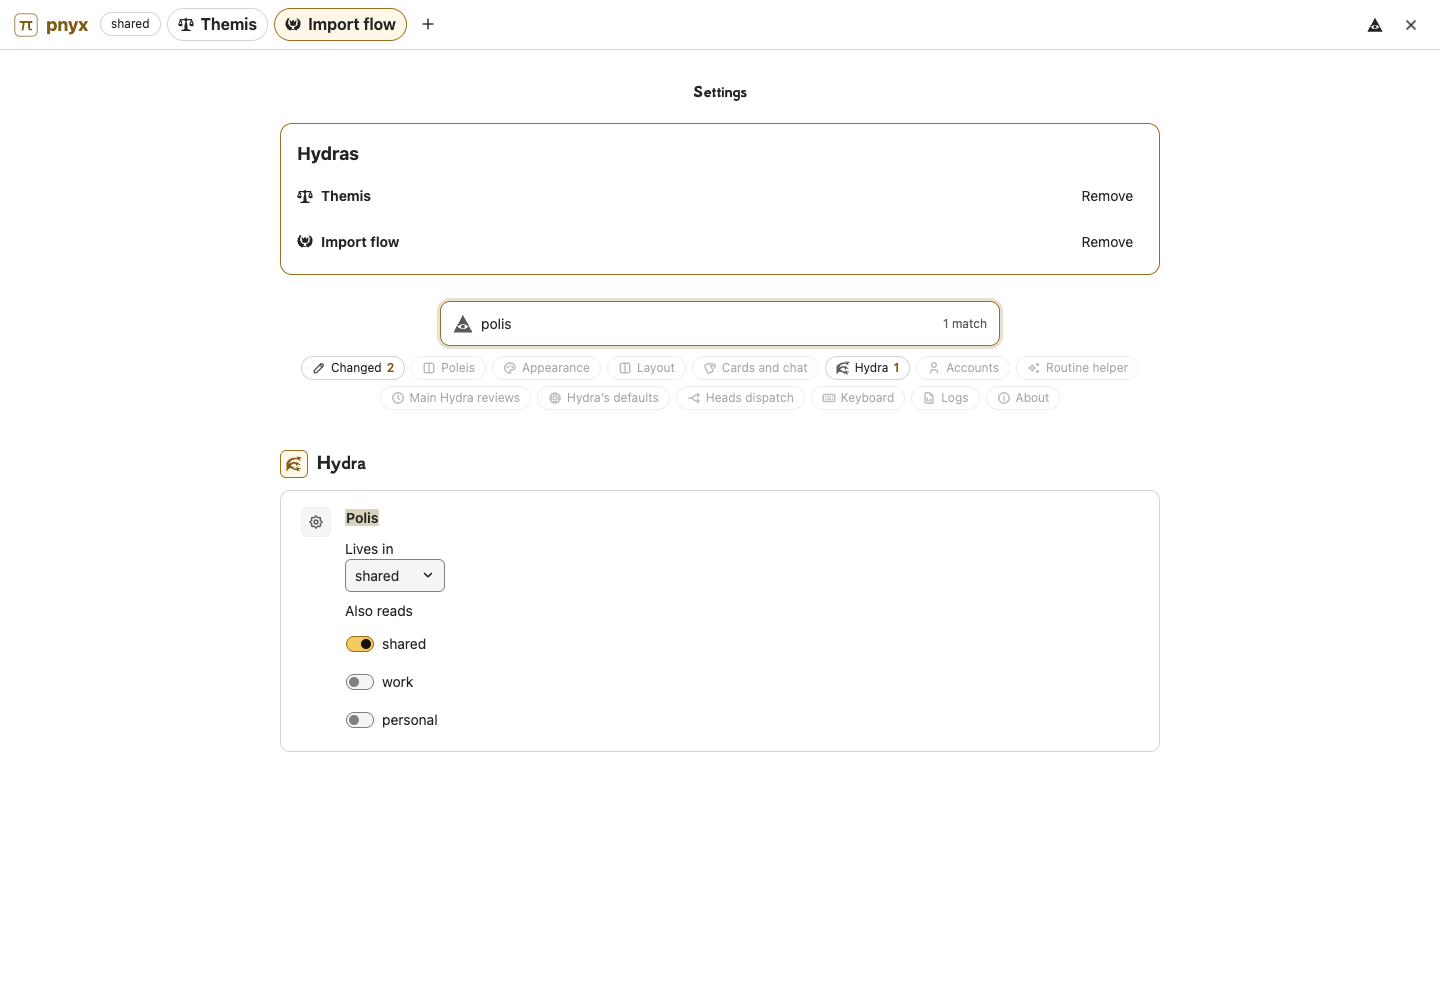 π pnyx shared Themis Import flow +
Settings
Hydras
Themis Remove
Import flow Remove
polis 1 match
Changed 2 Poleis Appearance Layout Cards and chat Hydra 1 Accounts Routine helper
Main Hydra reviews Hydra's defaults Heads dispatch Keyboard Logs About
Hydra
Polis
Lives in
shared
Also reads
shared
work
personal